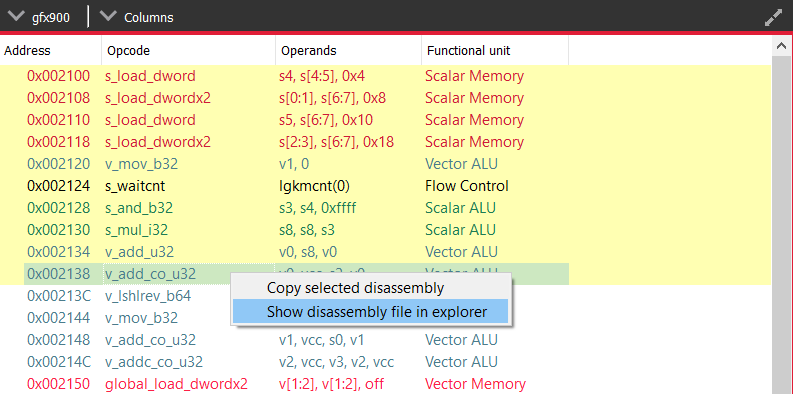 gfx900 Columns
Address Opcode Operands Functional unit
0x002100 s_load_dword s4, s[4:5], 0x4 Scalar Memory
0x002108 s_load_dwordx2 s[0:1], s[6:7], 0x8 Scalar Memory
0x002110 s_load_dword s5, s[6:7], 0x10 Scalar Memory
0x002118 s_load_dwordx2 s[2:3], s[6:7], 0x18 Scalar Memory
0x002120 v_mov_b32 v1, 0 Vector ALU
0x002124 s_waitcnt lgkmcnt(0) Flow Control
0x002128 s_and_b32 s3, s4, 0xffff Scalar ALU
0x002130 s_mul_i32 s8, s8, s3 Scalar ALU
0x002134 v_add_u32 v0, s8, v0 Vector ALU
0x002138 v_add_co_u32 Vector ALU
Copy selected disassembly
0x00213C v_lshlrev_b64
Show disassembly file in explorer
0x002144 v_mov_b32
0x002148 v_add_co_u32 v1, vcc, s0, v1 Vector ALU
0x00214C v_addc_co_u32 v2, vcc, v3, v2, vcc Vector ALU
0x002150 global_load_dwordx2 v[1:2], v[1:2], off Vector Memory